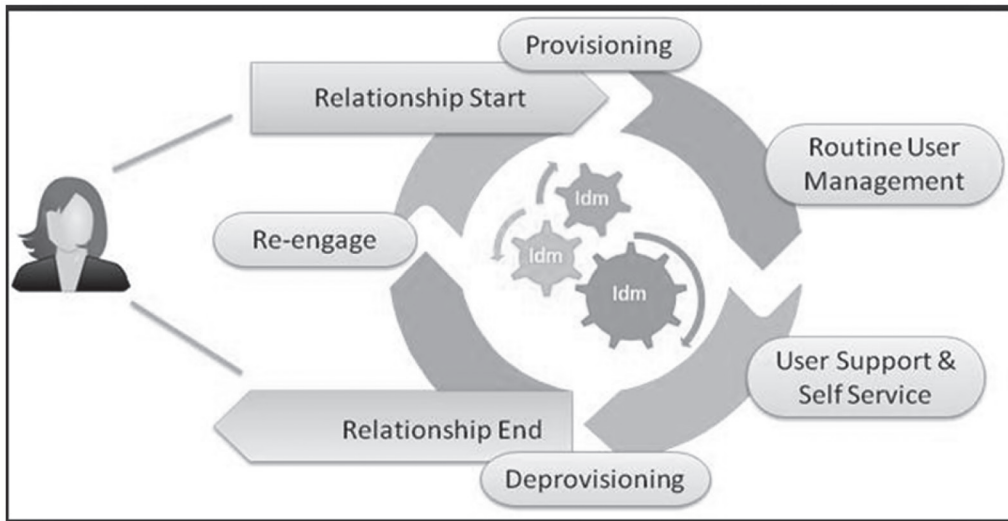 Provisioning
Relationship Start
Routine User
Management
Idm
Idm
Idm
Re-engage
User Support &
Self Service
Relationship End
Deprovisioning